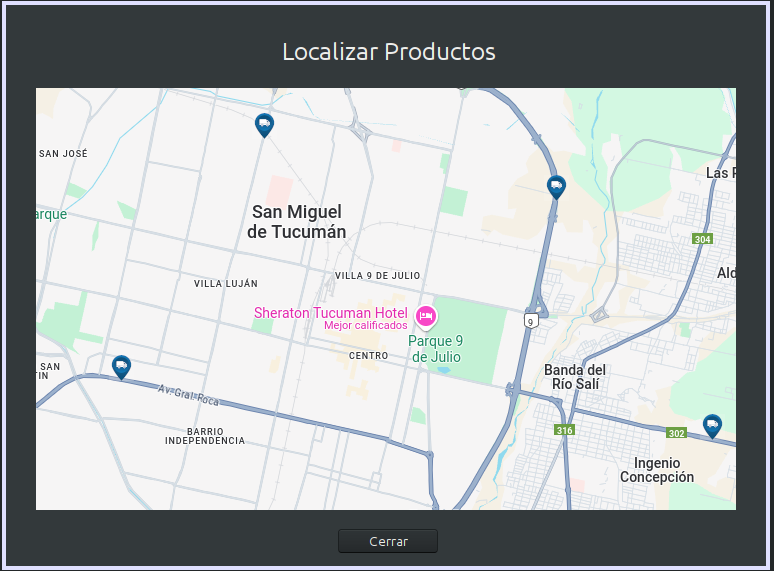 Localizar Productos
SAN JOSÉ
Las
arque
San Miguel
de Tucumán
304
Ald
VILLA 9 DE JULIO
VILLA LUJÁN
Sheraton Tucuman Hotel
Mejor calificados
9
Parque 9
de Julio
CENTRO
SAN
TIN
Banda del
Río Salí
Av. Gral. Roca
BARRIO
INDEPENDENCIA
316
302
Ingenio
Concepción
Cerrar